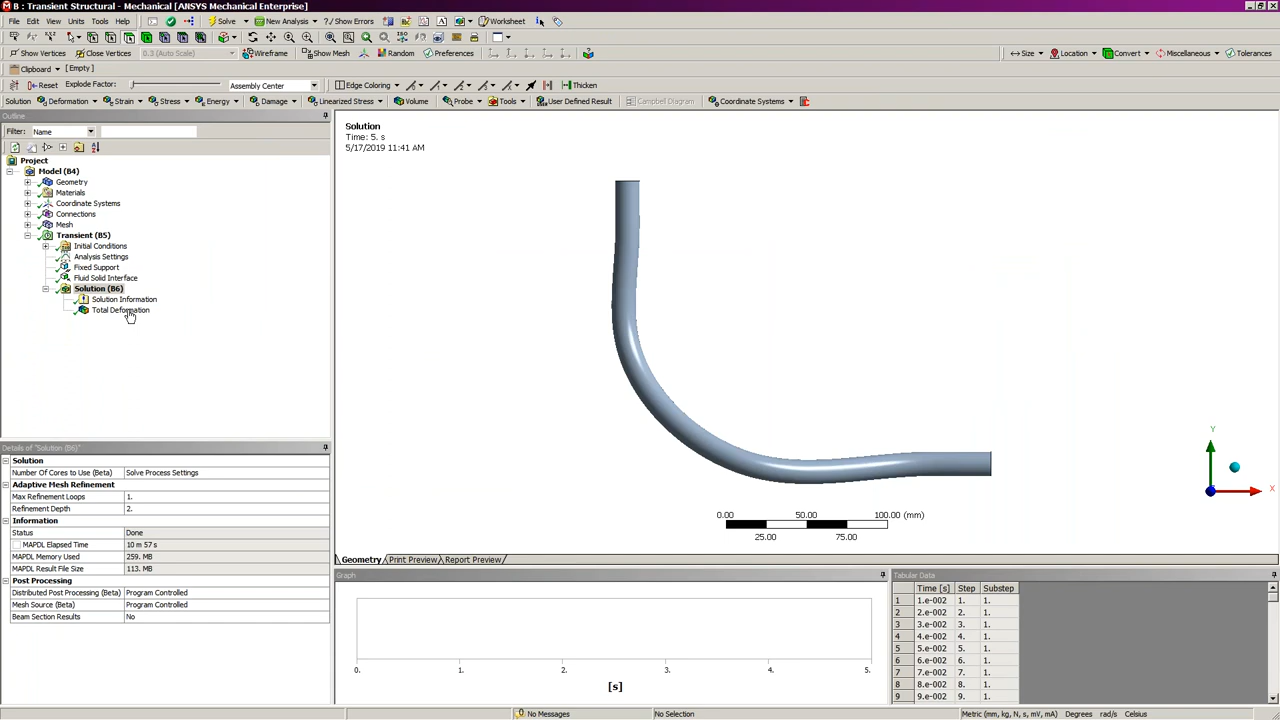 B : Transient Structural - Mechanical [ANSYS Mechanical Enterprise]
File Edit View Units Tools Help Solve New Analysis ?/Show Errors Worksheet
Show Vertices Close Vertices 0.3 (Auto Scale) Wireframe Show Mesh Random Preferences Size Location Convert Miscellaneous Tolerances
Clipboard [Empty]
Reset Explode Factor: Assembly Center Edge Coloring Thicken
Solution Deformation Strain Stress Energy Damage Linearized Stress Volume Probe Tools User Defined Result Campbell Diagram Coordinate Systems
Outline
Filter: Name
Project
Model (B4)
Geometry
Materials
Coordinate Systems
Connections
Mesh
Transient (B5)
Initial Conditions
Analysis Settings
Fixed Support
Fluid Solid Interface
Solution (B6)
Solution Information
Total Deformation
Details of "Solution (B6)"
Solution
Number Of Cores to Use (Beta) Solve Process Settings
Adaptive Mesh Refinement
Max Refinement Loops 1.
Refinement Depth 2.
Information
Status Done
MAPDL Elapsed Time 10 m 57 s
MAPDL Memory Used 259. MB
MAPDL Result File Size 113. MB
Post Processing
Distributed Post Processing (Beta) Program Controlled
Mesh Source (Beta) Program Controlled
Beam Section Results No
Solution
Time: 5. s
5/17/2019 11:41 AM
Y
X
0.00 50.00 100.00 (mm)
25.00 75.00
Geometry Print Preview Report Preview
Graph
0. 1. 2. 3. 4. 5.
[s]
Tabular Data
Time [s] Step Substep
1 1.e-002 1. 1.
2 2.e-002 2. 1.
3 3.e-002 3. 1.
4 4.e-002 4. 1.
5 5.e-002 5. 1.
6 6.e-002 6. 1.
7 7.e-002 7. 1.
8 8.e-002 8. 1.
9 9.e-002 9. 1.
No Messages No Selection Metric (mm, kg, N, s, mV, mA) Degrees rad/s Celsius